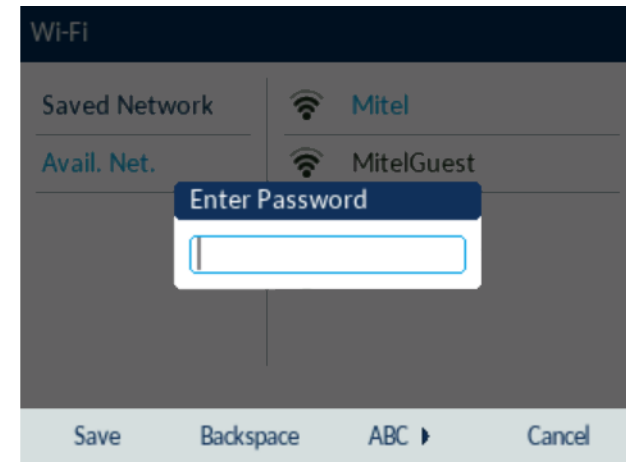 Wi-Fi
Saved Network
Mitel
Avail. Net.
MitelGuest
Enter Password
Save
Backspace
ABC
Cancel